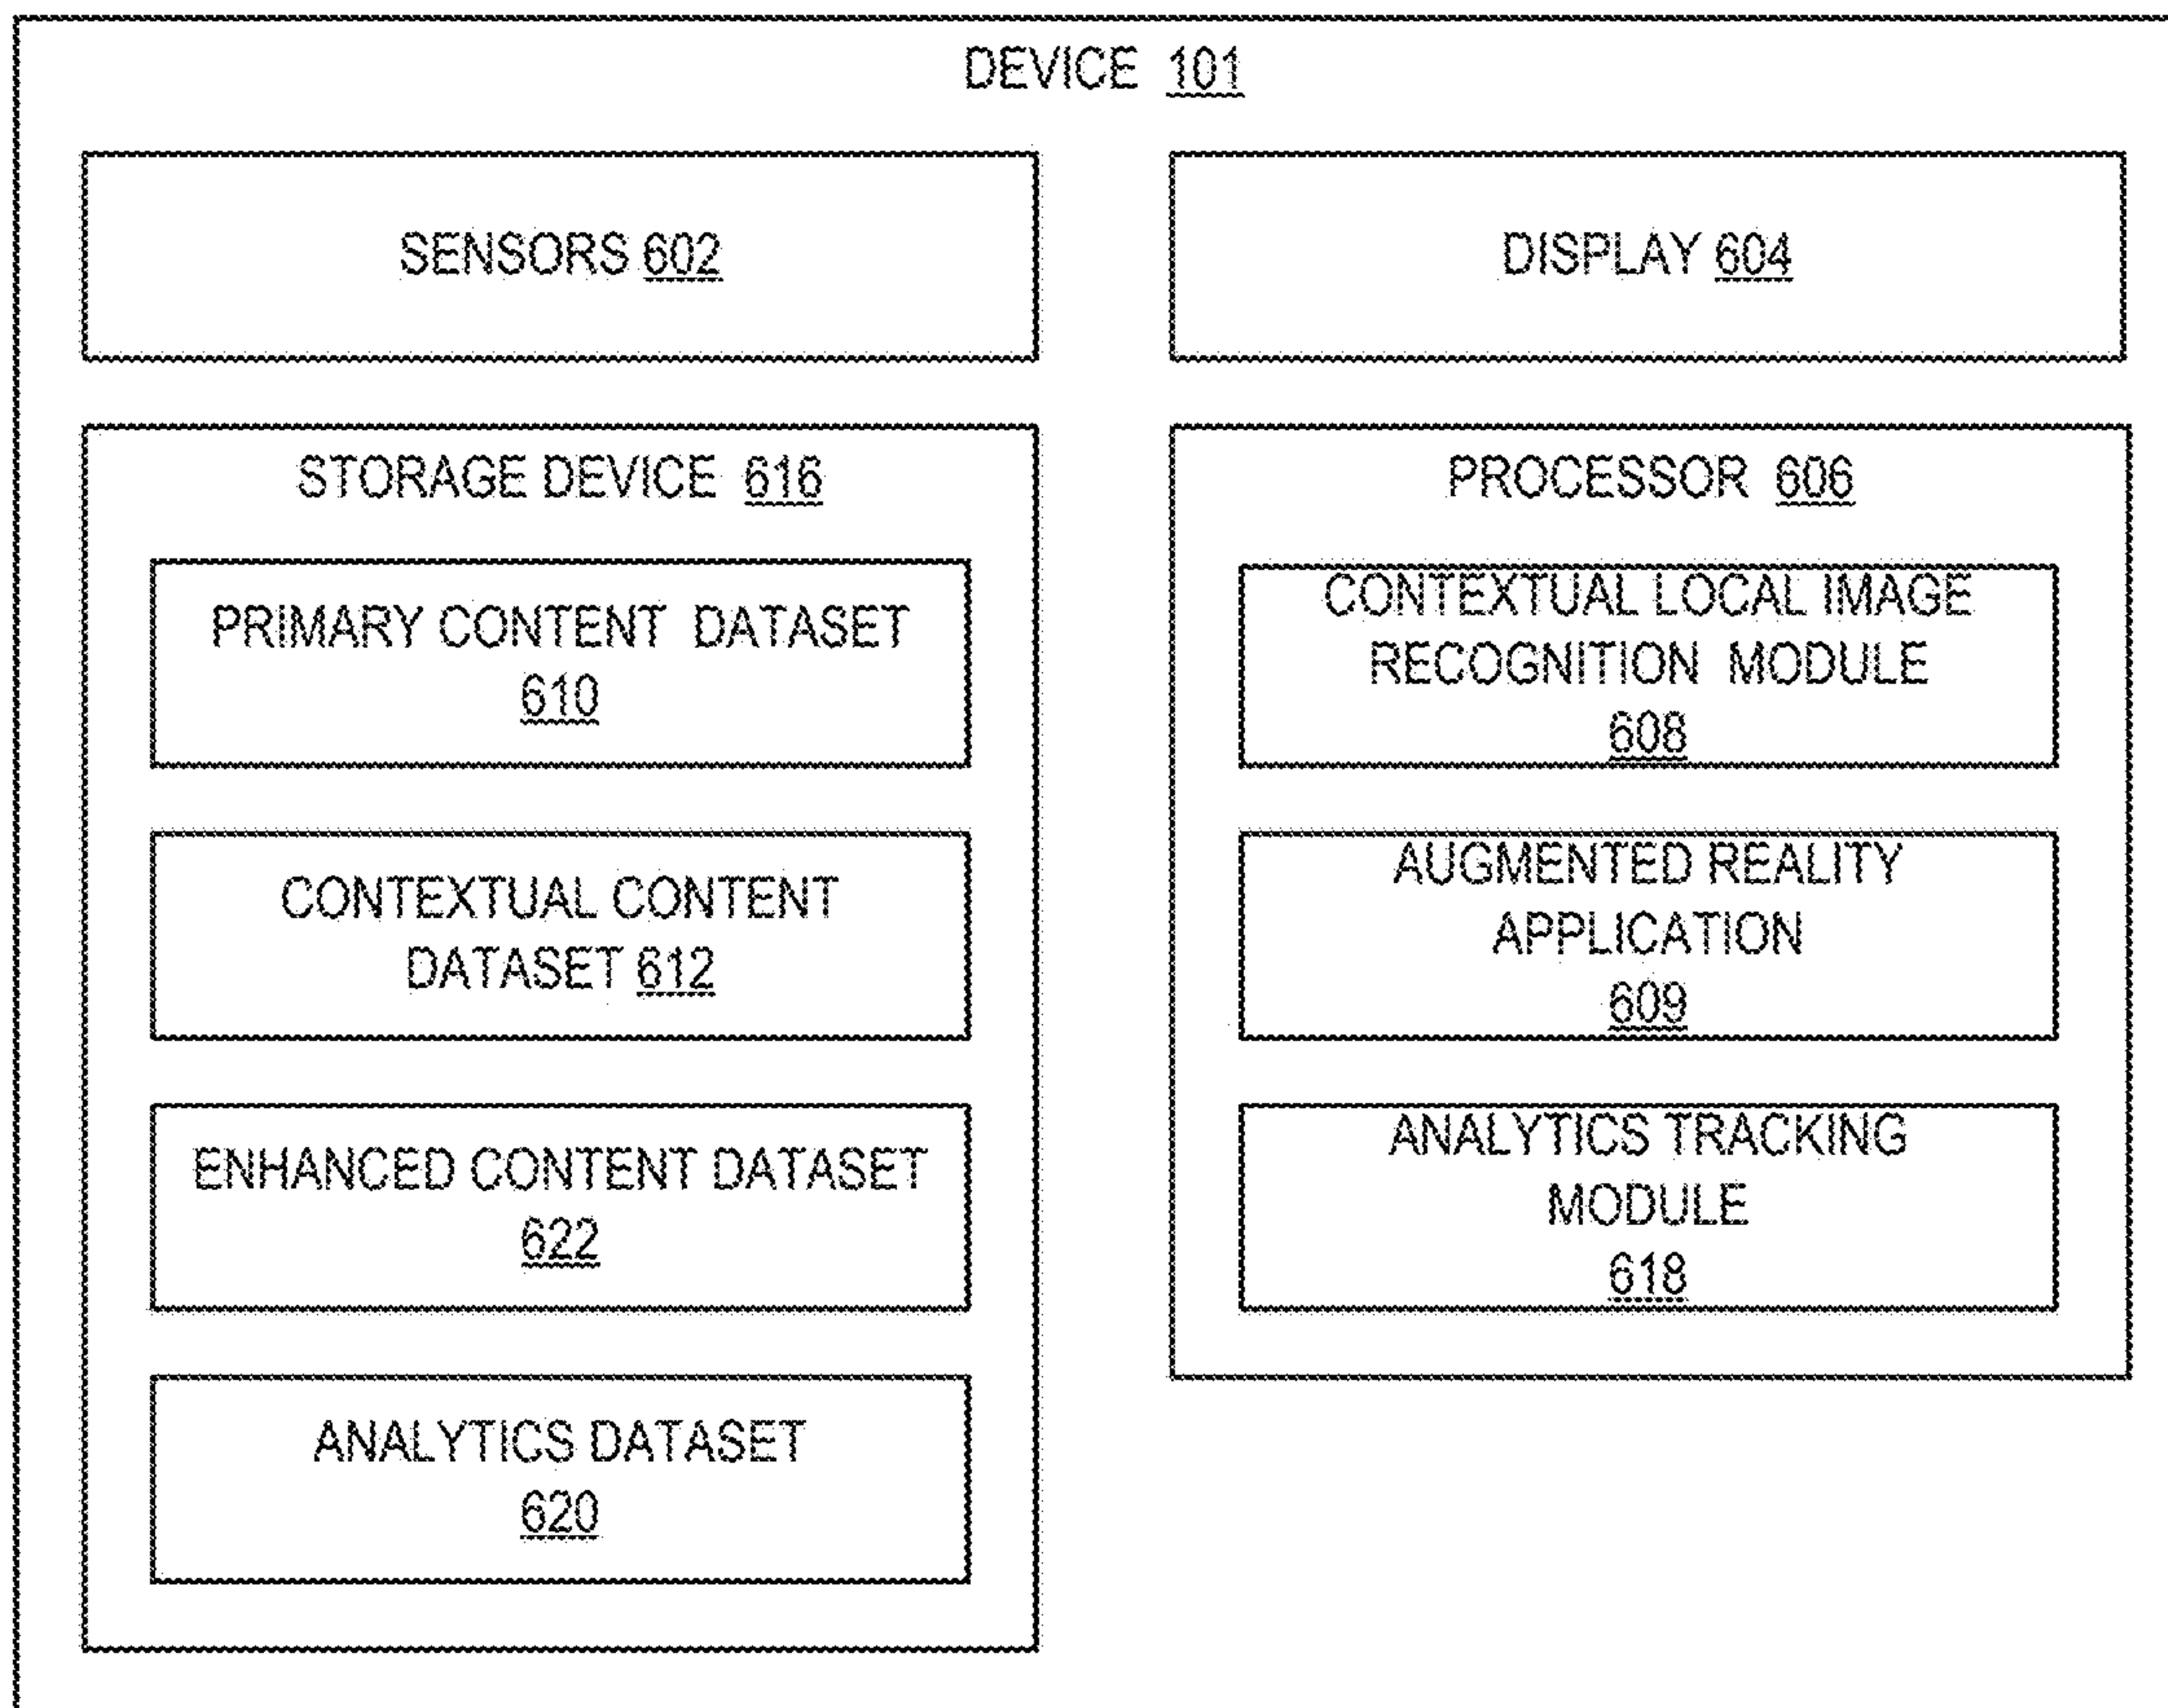 DEVICE 101
SENSORS 602
DISPLAY 604
STORAGE DEVICE 616
PRIMARY CONTENT DATASET
610
CONTEXTUAL CONTENT
DATASET 612
ENHANCED CONTENT DATASET
622
ANALYTICS DATASET
620
PROCESSOR 606
CONTEXTUAL LOCAL IMAGE
RECOGNITION MODULE
608
AUGMENTED REALITY
APPLICATION
609
ANALYTICS TRACKING
MODULE
618